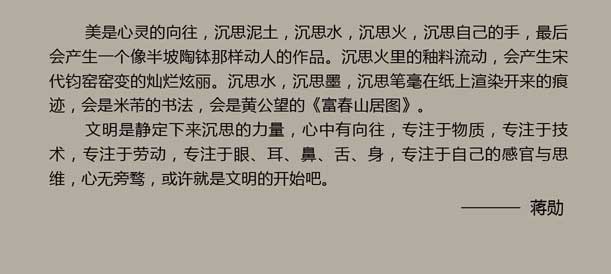 美是心灵的向往，沉思泥土，沉思水，沉思火，沉思自己的手，最后
会产生一个像半坡陶钵那样动人的作品。沉思火里的釉料流动，会产生宋
代钧窑窑变的灿烂炫丽。沉思水，沉思墨，沉思笔毫在纸上渲染开来的痕
迹，会是米芾的书法，会是黄公望的《富春山居图》。
文明是静定下来沉思的力量，心中有向往，专注于物质，专注于技
术，专注于劳动，专注于眼、耳、鼻、舌、身，专注于自己的感官与思
维，心无旁骛，或许就是文明的开始吧。
——— 蒋勋